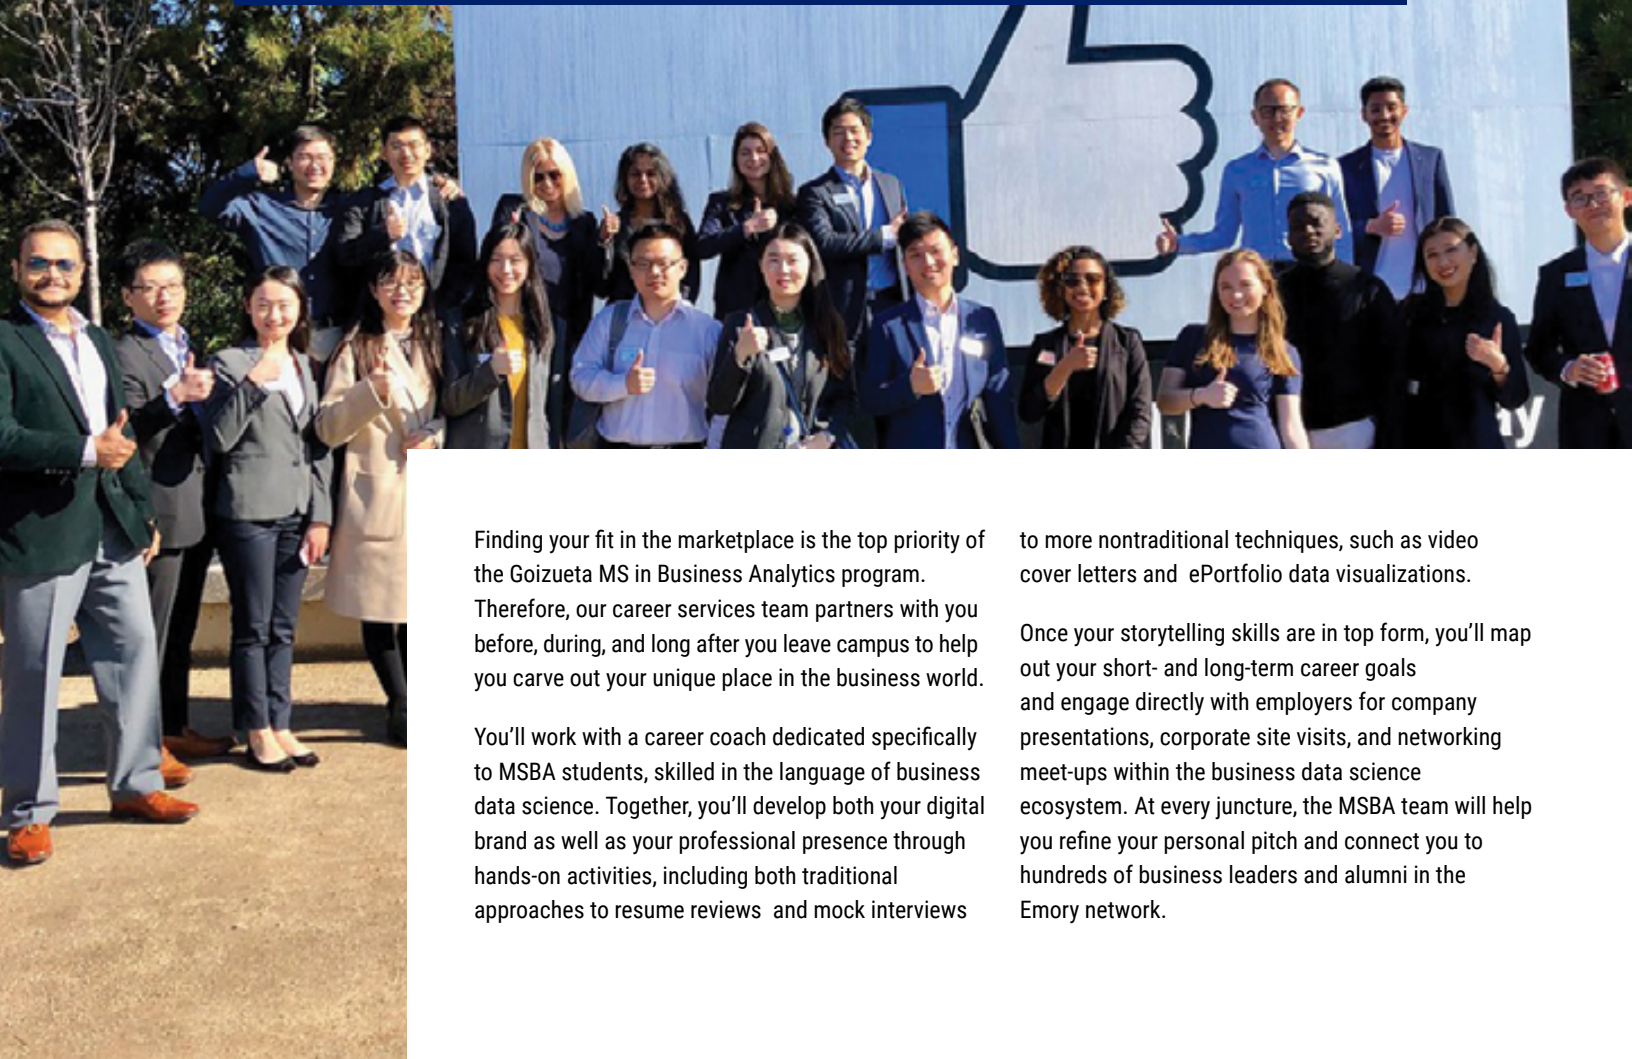 ay
Finding your fit in the marketplace is the top priority of
the Goizueta MS in Business Analytics program.
Therefore, our career services team partners with you
before, during, and long after you leave campus to help
you carve out your unique place in the business world.
You’ll work with a career coach dedicated specifically
to MSBA students, skilled in the language of business
data science. Together, you’ll develop both your digital
brand as well as your professional presence through
hands-on activities, including both traditional
approaches to resume reviews  and mock interviews
to more nontraditional techniques, such as video
cover letters and  ePortfolio data visualizations.
Once your storytelling skills are in top form, you’ll map
out your short- and long-term career goals
and engage directly with employers for company
presentations, corporate site visits, and networking
meet-ups within the business data science
ecosystem. At every juncture, the MSBA team will help
you refine your personal pitch and connect you to
hundreds of business leaders and alumni in the
Emory network.